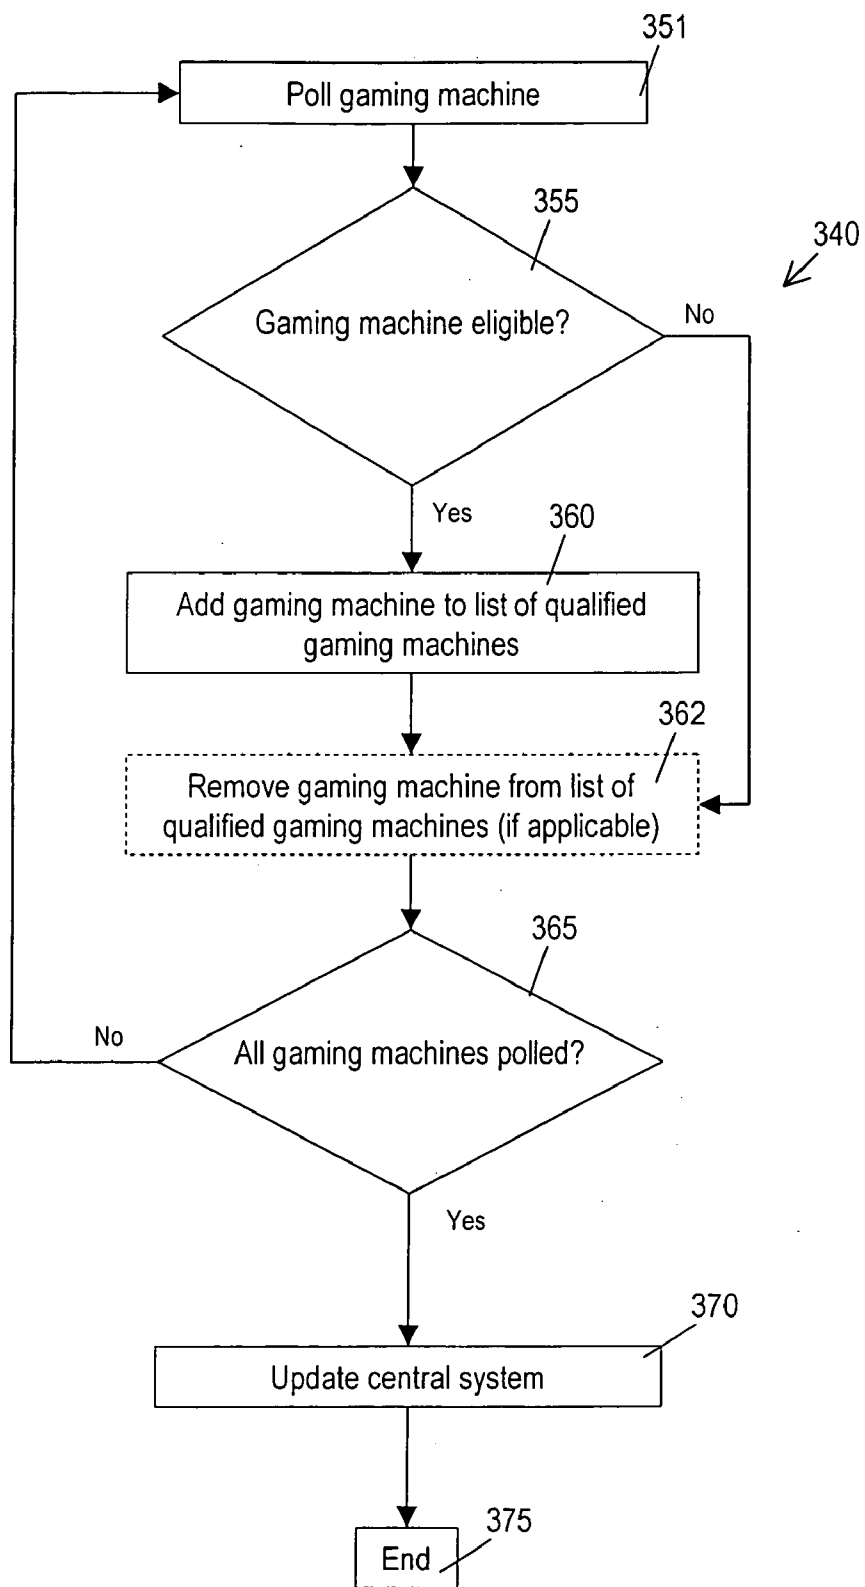 351
Poll gaming machine
355
340
Gaming machine eligible?
No
Yes
360
Add gaming machine to list of qualified
gaming machines
362
Remove gaming machine from list of
qualified gaming machines (if applicable)
365
No
All gaming machines polled?
Yes
370
Update central system
375
End